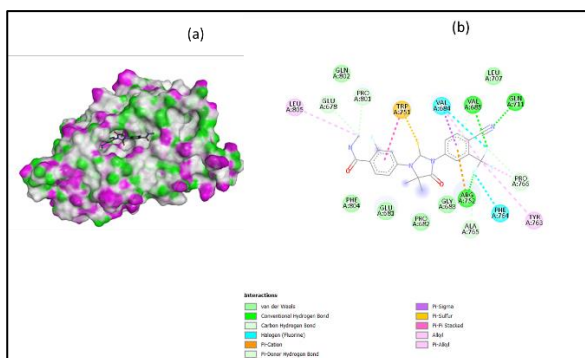 (a)
(b)
LEU
A:707
GLN
A:802
PRO
A:801
GLU
A:678
LEU
A:805
TRP
A:751
VAL
A:684
VAL
A:685
GLN
A:711
PRO
A:766
PHE
A:804
GLU
A:681
PRO
A:682
GLY
A:683
ARG
A:752
PHE
A:764
TYR
A:763
ALA
A:765
Interactions
van der Waals
Conventional Hydrogen Bond
Carbon Hydrogen Bond
Halogen (Fluorine)
Pi-Cation
Pi-Donor Hydrogen Bond
Pi-Sigma
Pi-Sulfur
Pi-Pi Stacked
Alkyl
Pi-Alkyl